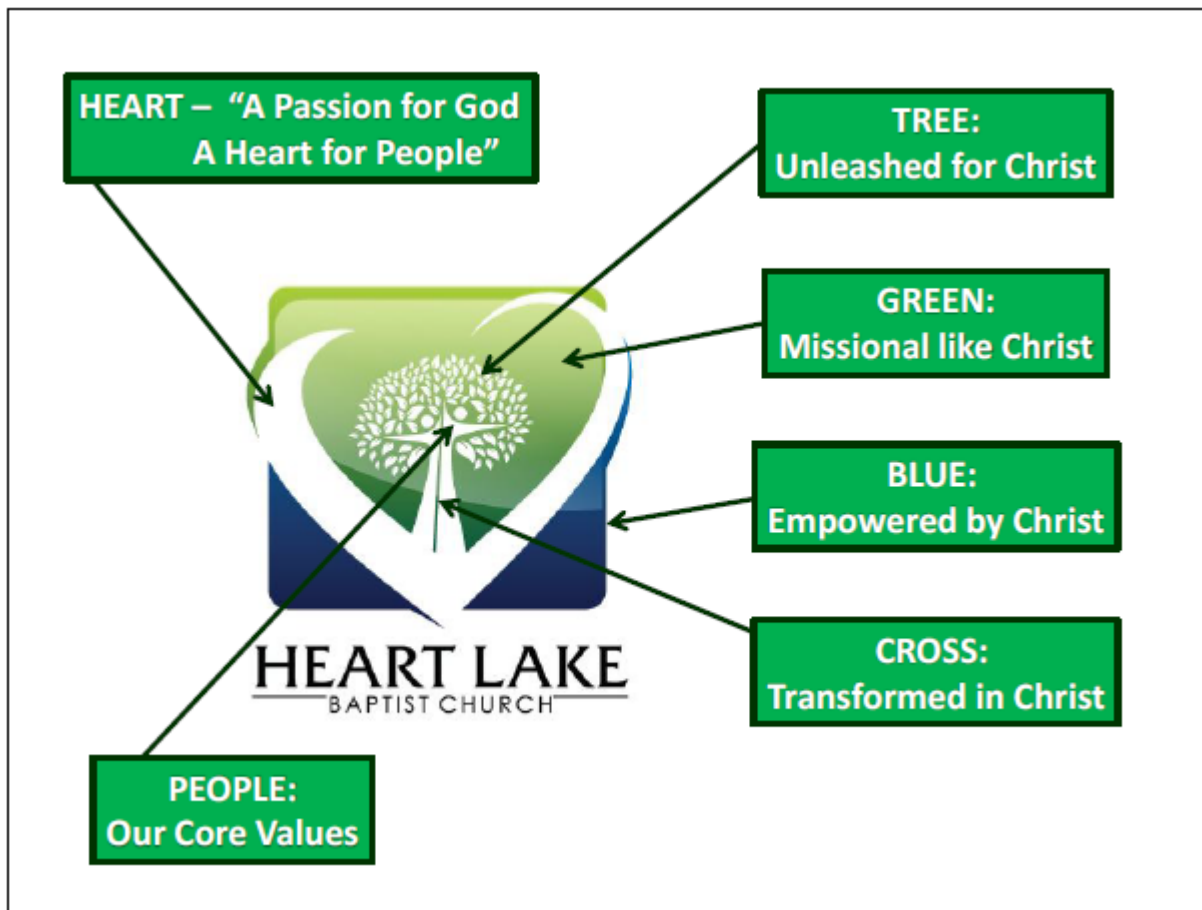 HEART – “A Passion for God
A Heart for People”
TREE:
Unleashed for Christ
GREEN:
Missional like Christ
BLUE:
Empowered by Christ
CROSS:
Transformed in Christ
HEART LAKE
BAPTIST CHURCH
PEOPLE:
Our Core Values